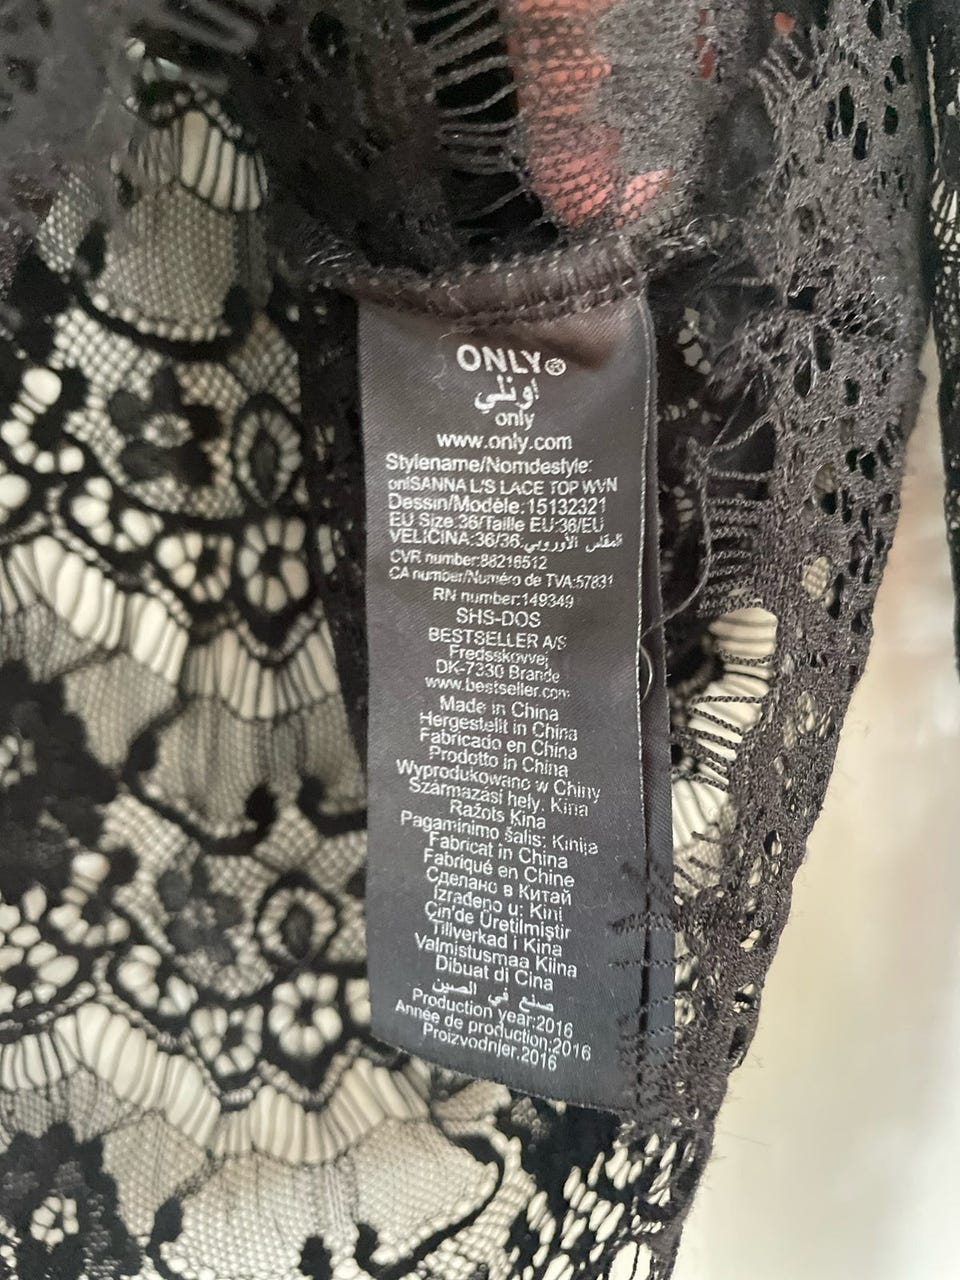 ONLY®
اونلي
only
www.only.com
Stylename/Nomdestyle:
onlSANNA L'S LACE TOP WVN
Dessin/Modèle:15132321
EU Size:36/Taille EU:36/EU
VELICINA:36/36:المقاس الأوروبي
CVR number:88216512
CA number/Numéro de TVA:57831
RN number:149349
SHS-DOS
BESTSELLER A/S
Fredsskovvej
DK-7330 Brande
www.bestseller.com
Made in China
Hergestellt in China
Fabricado en China
Prodotto in China
Wyprodukowano w Chiny
Származási hely. Kina
Ražots Ķina
Pagaminimo šalis: Kinija
Fabricat in China
Fabriqué en Chine
Сделано в Китай
Izrađeno u: Kini
Çin'de Üretilmiştir
Tillverkad i Kina
Valmistusmaa Kiina
Dibuat di Cina
صنع في الصين
Production year:2016
Année de production:2016
Proizvodnjer.2016